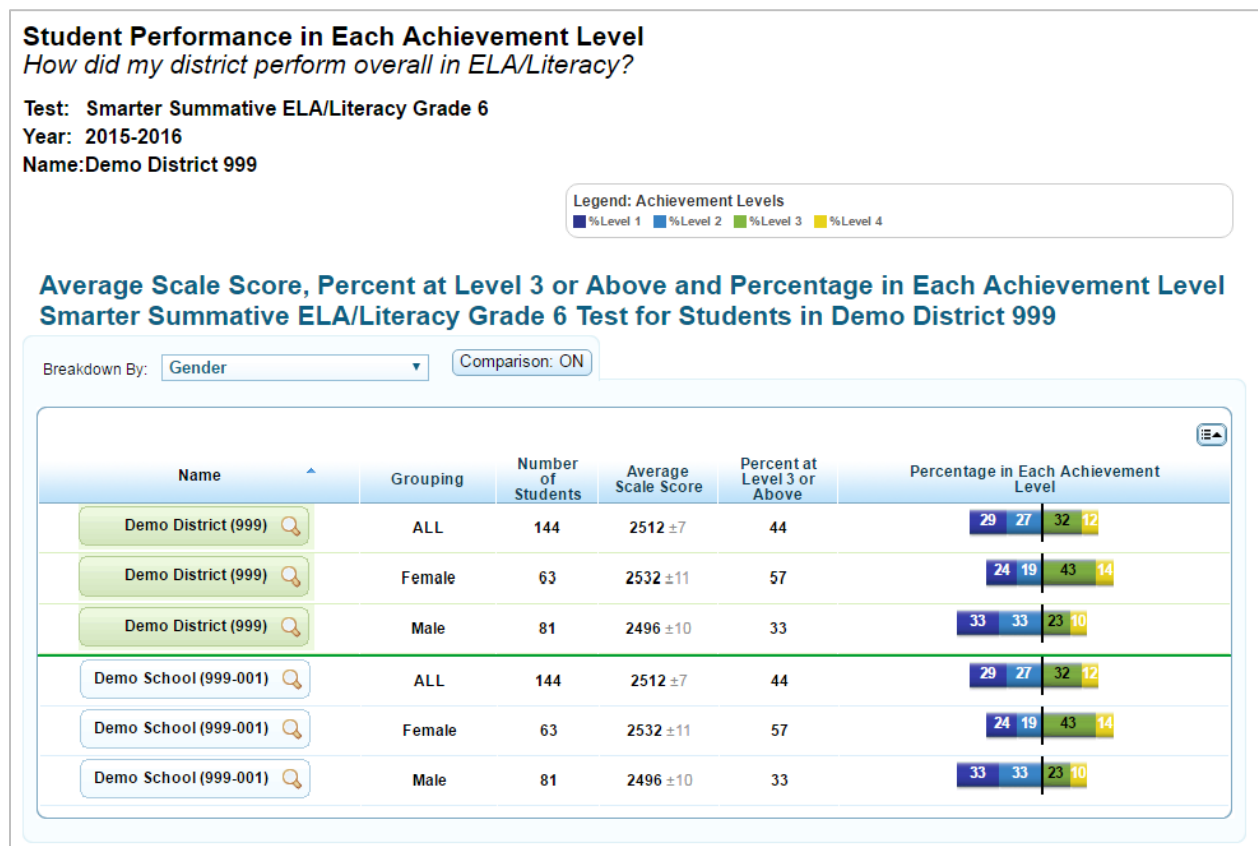 Student Performance in Each Achievement Level
How did my district perform overall in ELA/Literacy?
Test: Smarter Summative ELA/Literacy Grade 6
Year: 2015-2016
Name:Demo District 999
Legend: Achievement Levels
%Level 1 %Level 2 %Level 3 %Level 4
Average Scale Score, Percent at Level 3 or Above and Percentage in Each Achievement Level
Smarter Summative ELA/Literacy Grade 6 Test for Students in Demo District 999
Breakdown By: Gender Comparison: ON
Name Grouping Number of Students Average Scale Score Percent at Level 3 or Above Percentage in Each Achievement Level
Demo District (999) ALL 144 2512 ±7 44 29 27 32 12
Demo District (999) Female 63 2532 ±11 57 24 19 43 14
Demo District (999) Male 81 2496 ±10 33 33 33 23 10
Demo School (999-001) ALL 144 2512 ±7 44 29 27 32 12
Demo School (999-001) Female 63 2532 ±11 57 24 19 43 14
Demo School (999-001) Male 81 2496 ±10 33 33 33 23 10